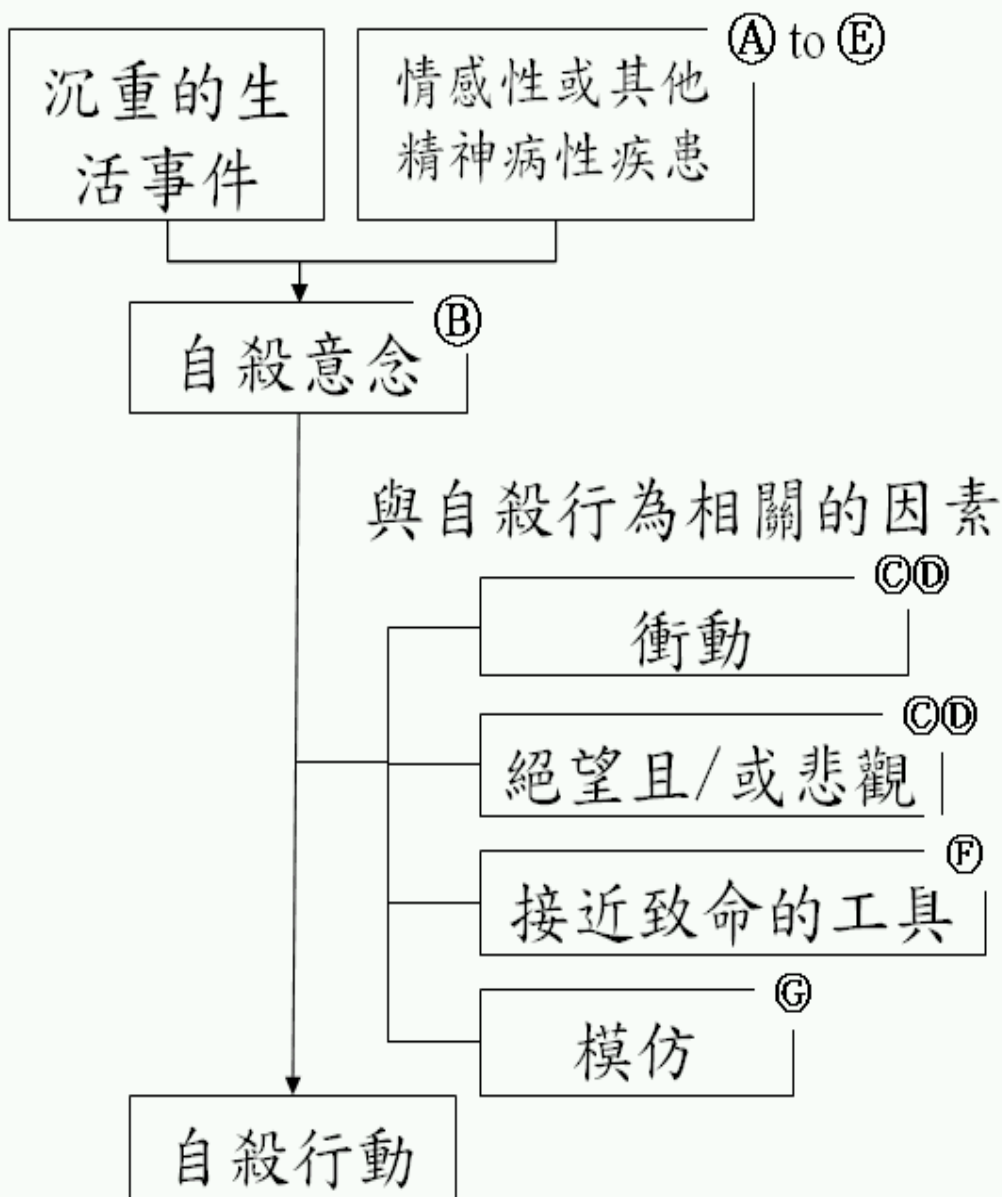 Ⓐ to Ⓔ
沉重的生
活事件
情感性或其他
精神病性疾患
Ⓑ
自殺意念
與自殺行為相關的因素
ⒸⒹ
衝動
ⒸⒹ
絕望且/或悲觀
Ⓕ
接近致命的工具
Ⓖ
模仿
自殺行動